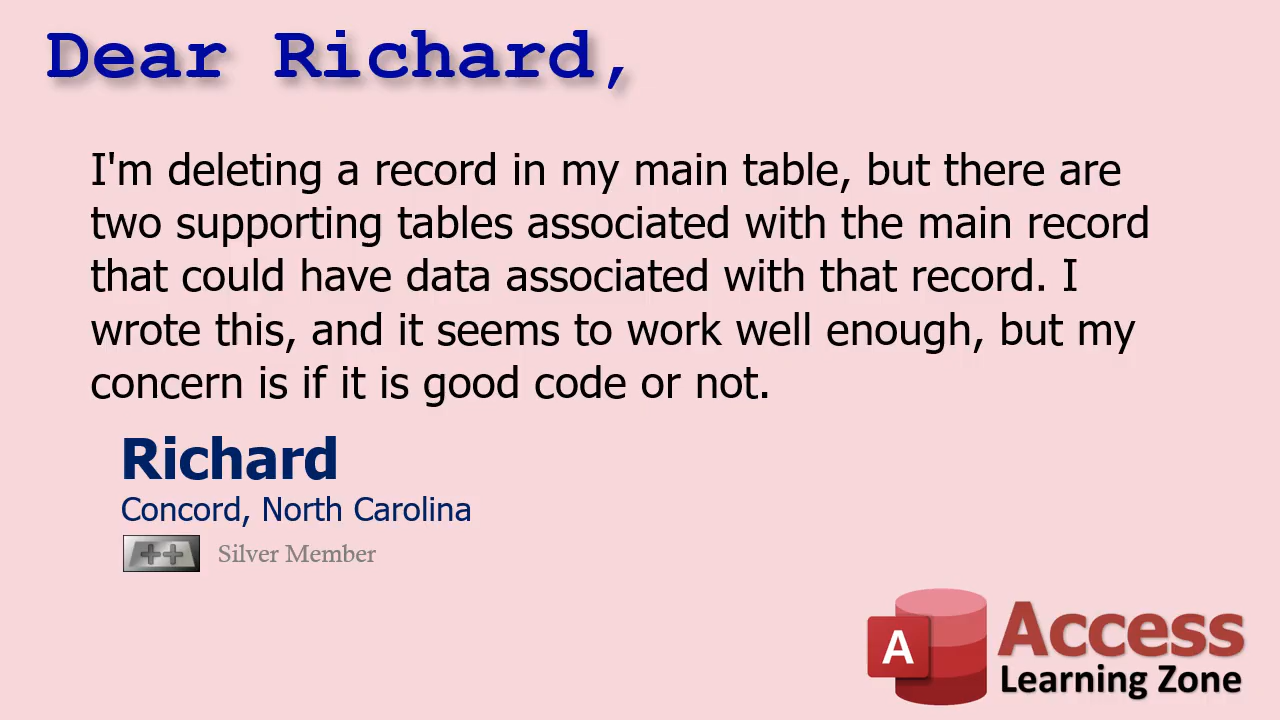 Dear Richard,
I'm deleting a record in my main table, but there are
two supporting tables associated with the main record
that could have data associated with that record. I
wrote this, and it seems to work well enough, but my
concern is if it is good code or not.
Richard
Concord, North Carolina
++ Silver Member
A Access
Learning Zone